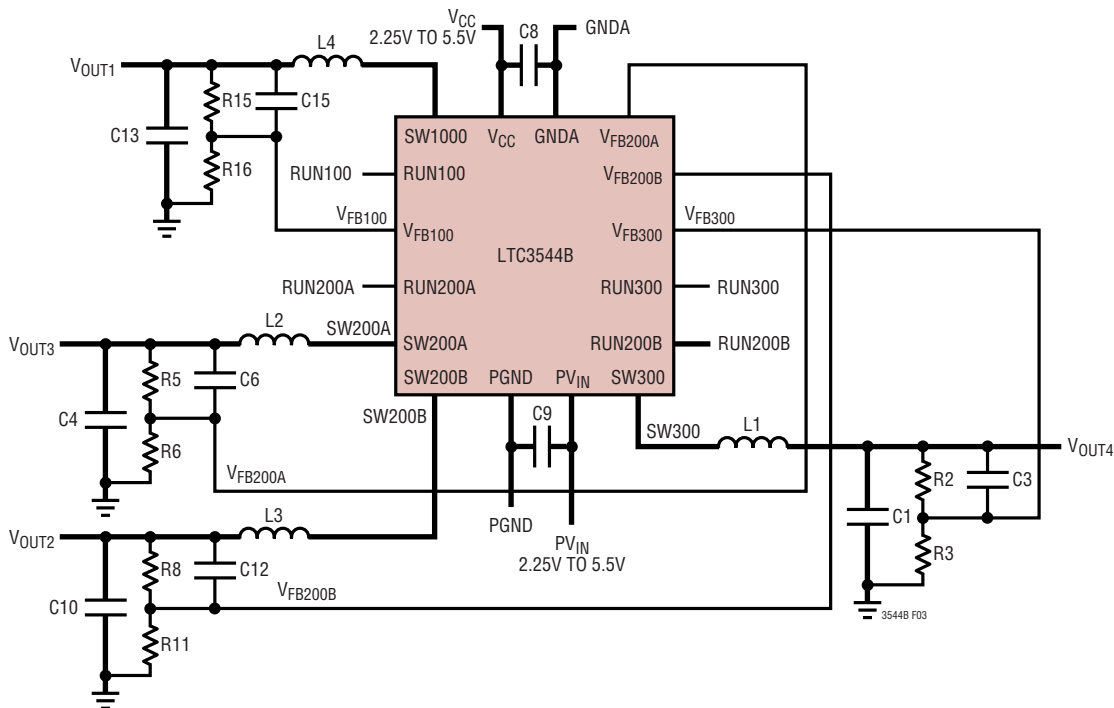 VCC
2.25V TO 5.5V
C8
GNDA
L4
VOUT1
R15
C15
C13
R16
SW1000
VCC
GNDA
VFB200A
RUN100
RUN100
VFB200B
VFB100
VFB100
VFB300
VFB300
LTC3544B
RUN200A
RUN200A
RUN300
RUN300
L2
SW200A
VOUT3
SW200A
RUN200B
RUN200B
R5
C6
SW200B
PGND
PVIN
SW300
C4
R6
SW200B
C9
SW300
L1
VOUT4
VFB200A
R2
C3
C1
R3
L3
PGND
VOUT2
PVIN
2.25V TO 5.5V
R8
C12
VFB200B
C10
R11
3544B F03